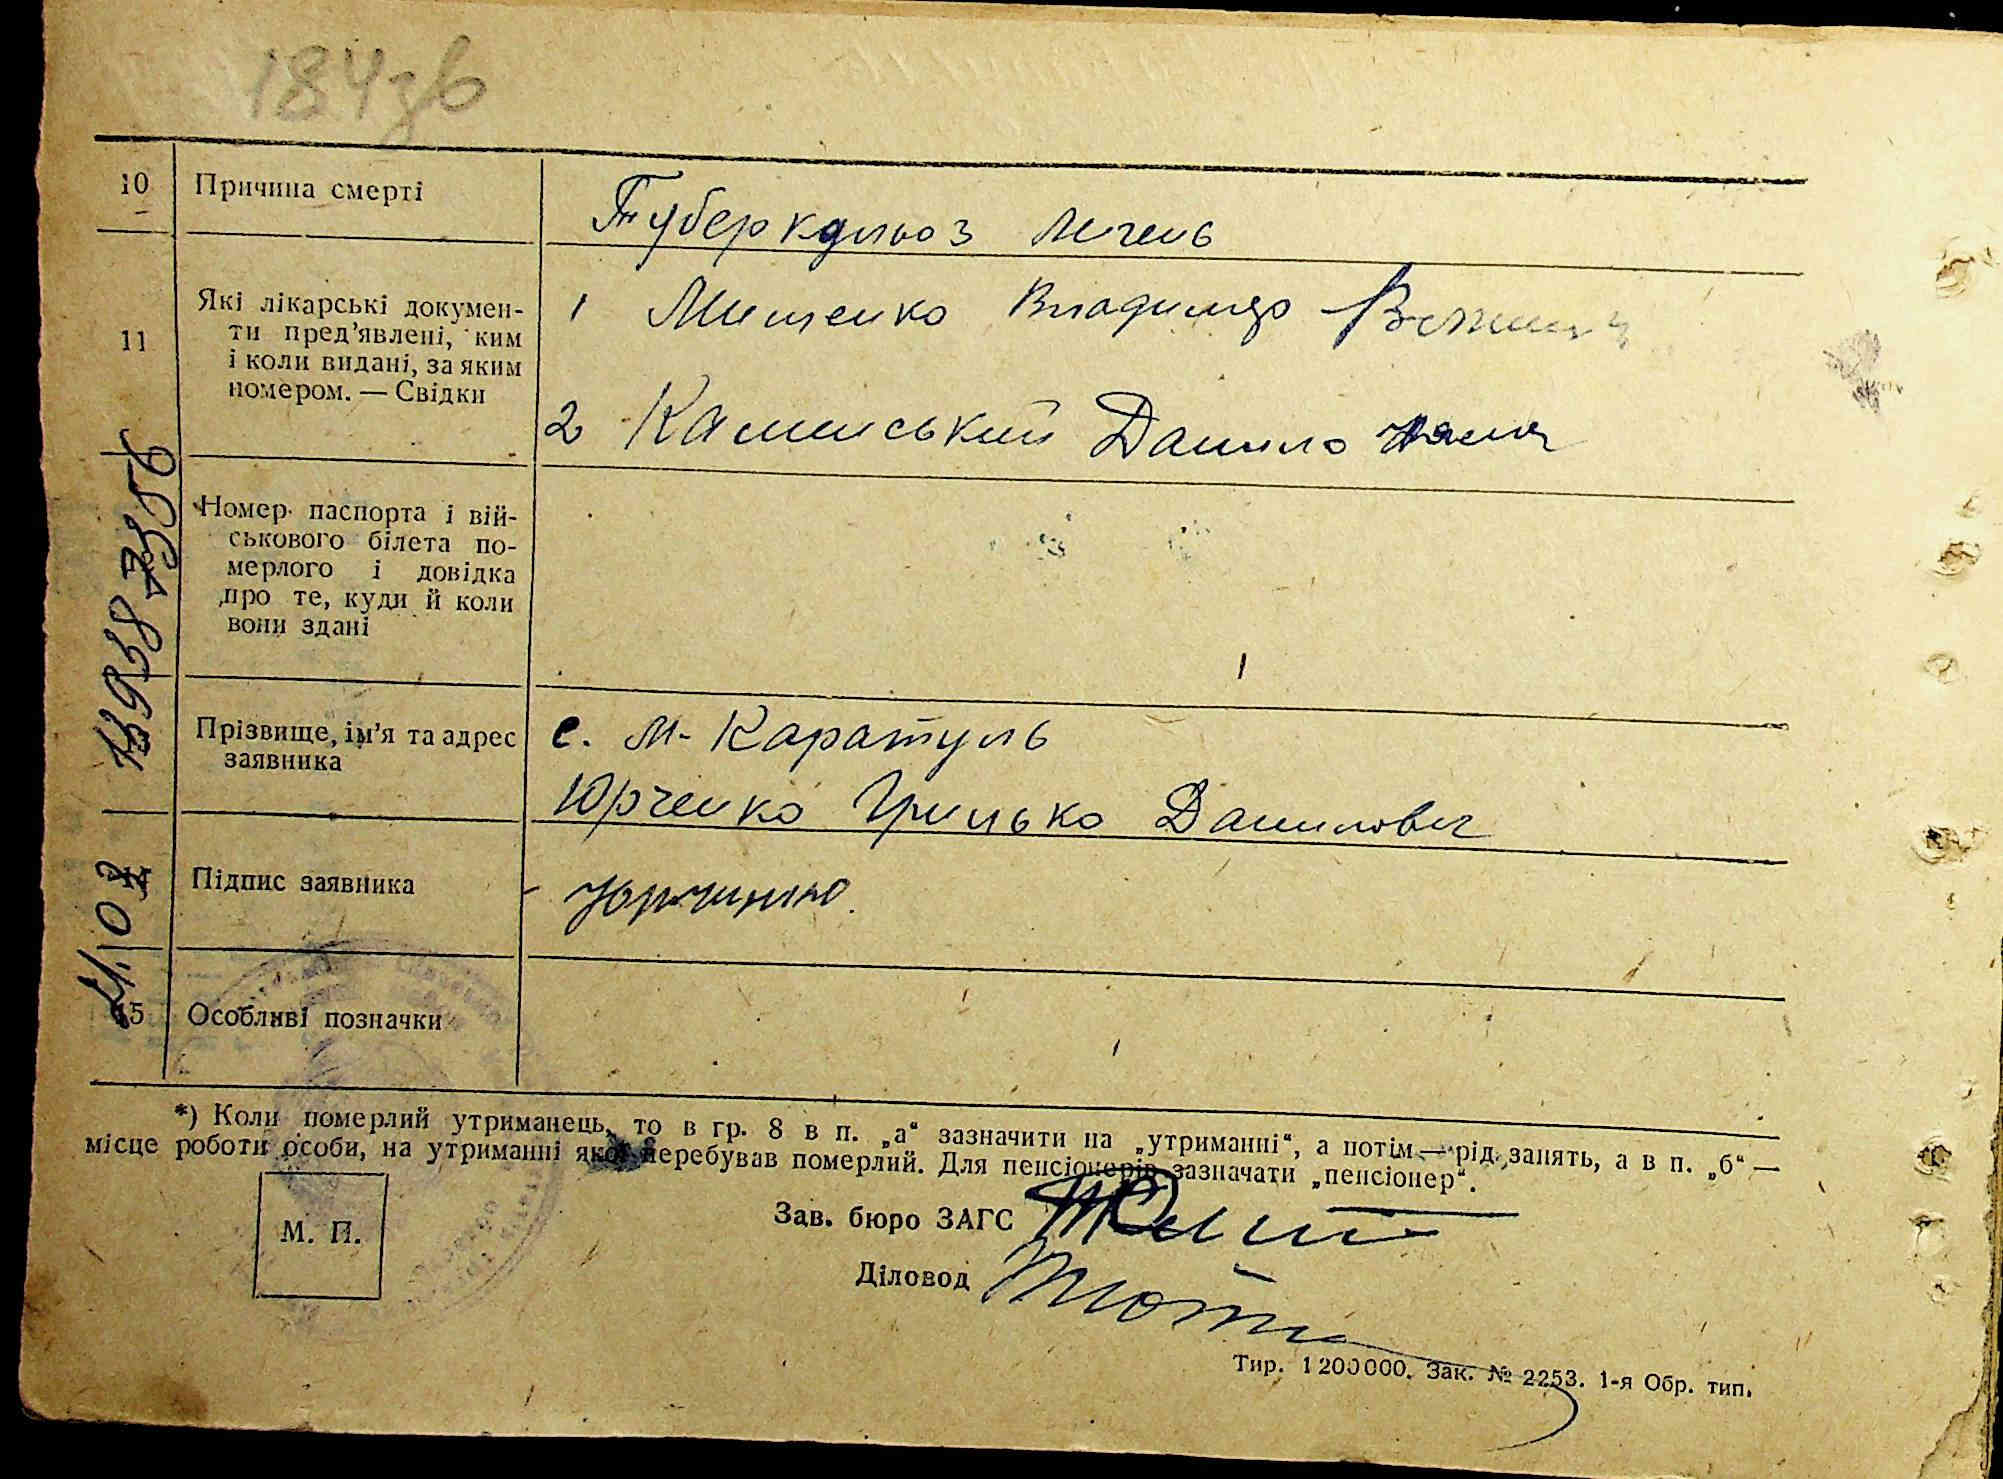 184зв
10 Причина смерті
Туберкульоз легень
11 Які лікарські докумен-
ти пред’явлені, ким
і коли видані, за яким
номером. — Свідки
1 Мищенко Владимир
2 Каминський Данило
Номер паспорта і вій-
ськового білета по-
мерлого і довідка
про те, куди й коли
вони здані
Прізвище, ім’я та адрес
заявника
с. м-Каратуль
Юрченко Грицько Данилович
14 Підпис заявника
15 Особливі позначки
*) Коли померлий утриманець, то в гр. 8 в п. „а“ зазначити на „утриманні“, а потім — рід занять, а в п. „б“ —
місце роботи особи, на утриманні якої перебував померлий. Для пенсіонерів зазначати „пенсіонер“.
М. П.
Зав. бюро ЗАГС
Діловод
Тир. 1200000. Зак. № 2253. 1-я Обр. тип.